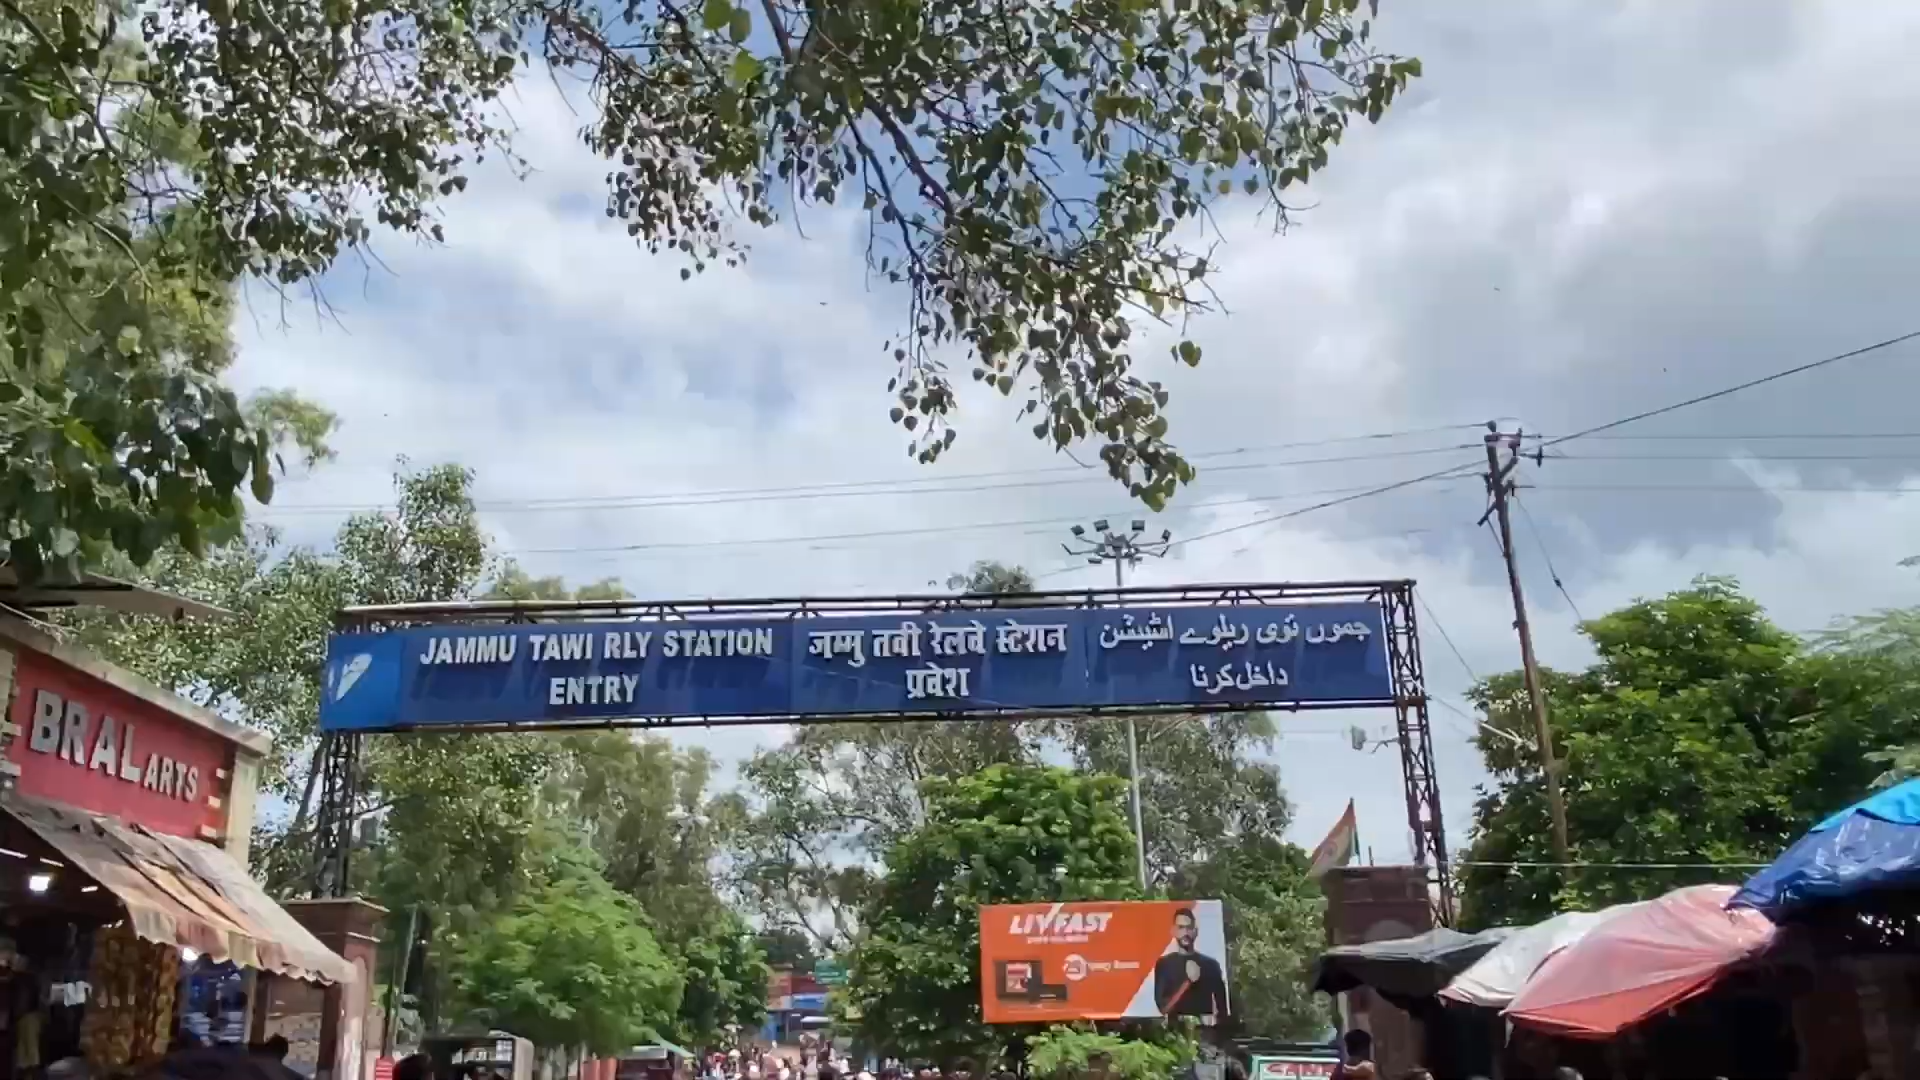 JAMMU TAWI RLY STATION
ENTRY
जम्मु तवी रेलवे स्टेशन
प्रवेश
جموں توی ریلوے اسٹیشن
داخل کرنا
BRAL ARTS
LIVFAST